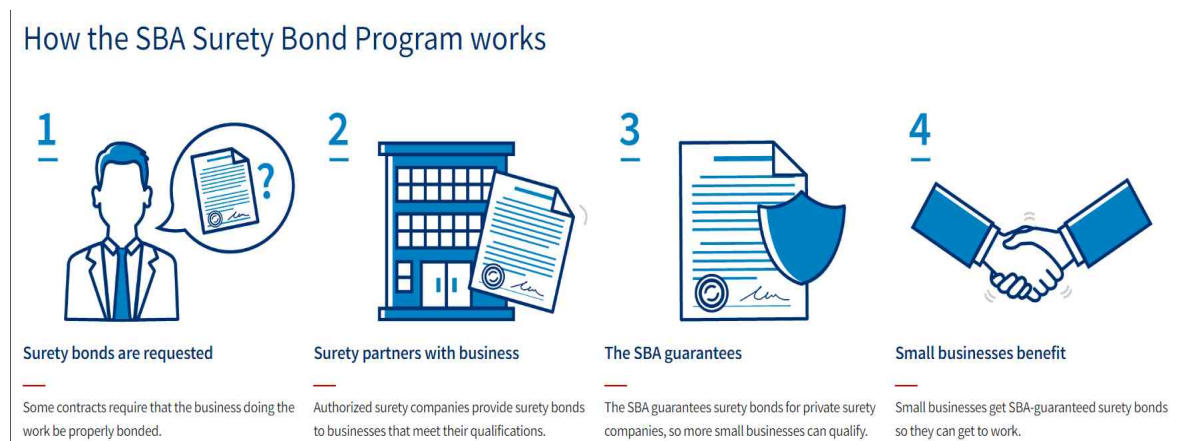 How the SBA Surety Bond Program works
1
?
2
3
4
Surety bonds are requested
Some contracts require that the business doing the
work be properly bonded.
Surety partners with business
Authorized surety companies provide surety bonds
to businesses that meet their qualifications.
The SBA guarantees
The SBA guarantees surety bonds for private surety
companies, so more small businesses can qualify.
Small businesses benefit
Small businesses get SBA-guaranteed surety bonds
so they can get to work.